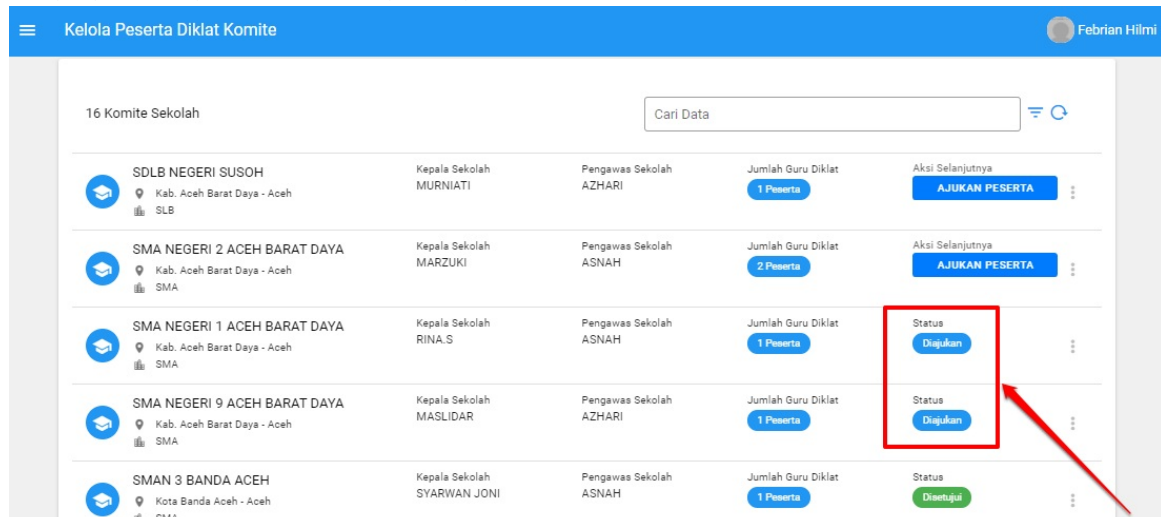 Kelola Peserta Diklat Komite
Febrian Hilmi
16 Komite Sekolah
Cari Data
SDLB NEGERI SUSOH
Kab. Aceh Barat Daya - Aceh
SLB
Kepala Sekolah
MURNIATI
Pengawas Sekolah
AZHARI
Jumlah Guru Diklat
1 Peserta
Aksi Selanjutnya
AJUKAN PESERTA
SMA NEGERI 2 ACEH BARAT DAYA
Kab. Aceh Barat Daya - Aceh
SMA
Kepala Sekolah
MARZUKI
Pengawas Sekolah
ASNAH
Jumlah Guru Diklat
2 Peserta
Aksi Selanjutnya
AJUKAN PESERTA
SMA NEGERI 1 ACEH BARAT DAYA
Kab. Aceh Barat Daya - Aceh
SMA
Kepala Sekolah
RINA.S
Pengawas Sekolah
ASNAH
Jumlah Guru Diklat
1 Peserta
Status
Diajukan
SMA NEGERI 9 ACEH BARAT DAYA
Kab. Aceh Barat Daya - Aceh
SMA
Kepala Sekolah
MASLIDAR
Pengawas Sekolah
AZHARI
Jumlah Guru Diklat
1 Peserta
Status
Diajukan
SMAN 3 BANDA ACEH
Kota Banda Aceh - Aceh
SMA
Kepala Sekolah
SYARWAN JONI
Pengawas Sekolah
ASNAH
Jumlah Guru Diklat
1 Peserta
Status
Disetujui